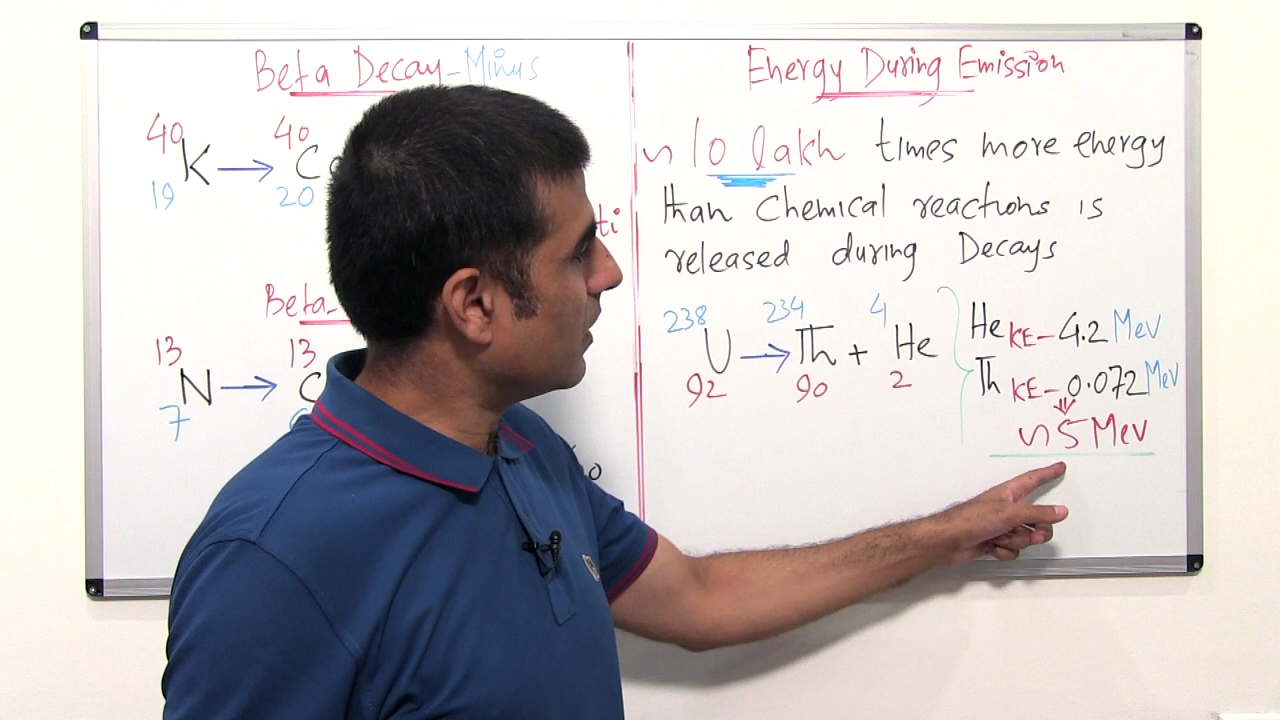 Beta Decay-Minus
40 K 19 → 40 C 20
Beta-
13 N 7 → 13 C
Energy During Emission
~ 10 lakh times more energy
than Chemical reactions is
released during Decays
238 U 92 → 234 Th 90 + 4 He 2
He KE- 4.2 MeV
Th KE- 0.072 MeV
~ 5 MeV